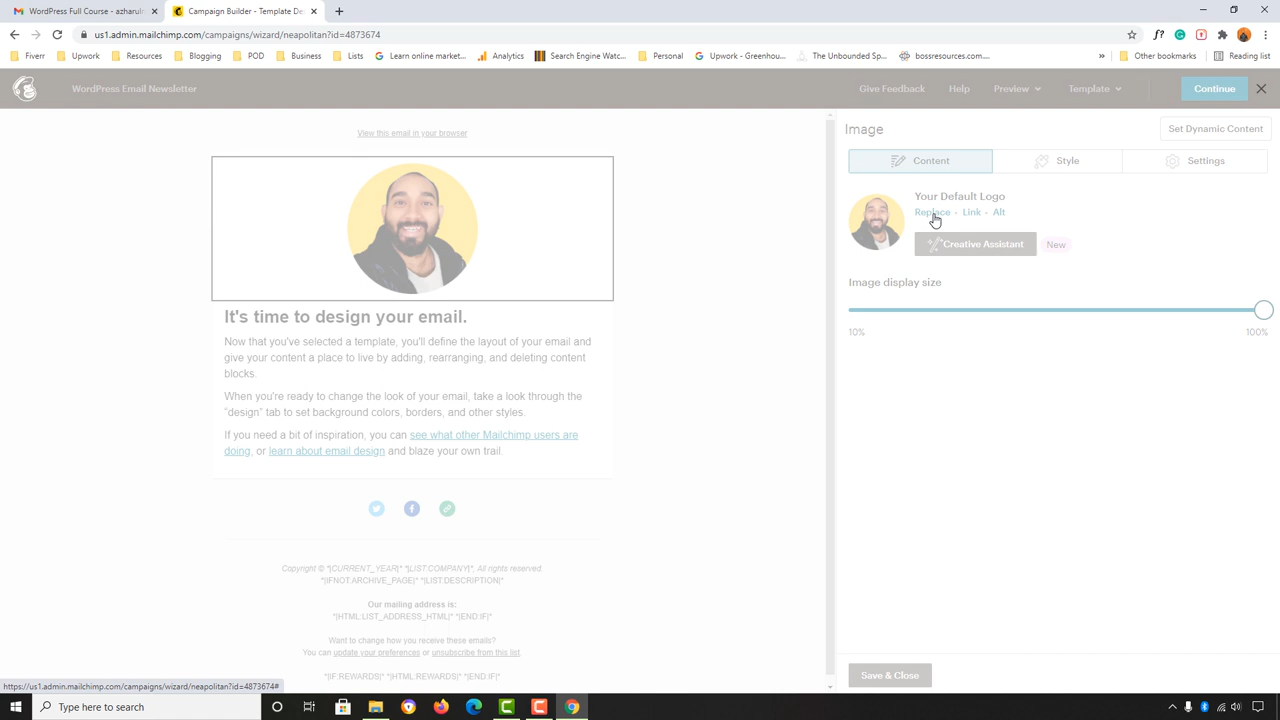 WordPress Full Course - azharul
Campaign Builder - Template De
us1.admin.mailchimp.com/campaigns/wizard/neapolitan?id=4873674
Fiverr
Upwork
Resources
Blogging
POD
Business
Lists
Learn online market...
Analytics
Search Engine Watc...
Personal
Upwork - Greenhou...
The Unbounded Sp...
bossresources.com....
»
Other bookmarks
Reading list
WordPress Email Newsletter
Give Feedback
Help
Preview
Template
Continue
View this email in your browser
Image
Set Dynamic Content
Content
Style
Settings
Your Default Logo
Replace · Link · Alt
Creative Assistant
New
Image display size
10%
100%
It's time to design your email.
Now that you've selected a template, you'll define the layout of your email and
give your content a place to live by adding, rearranging, and deleting content
blocks.
When you're ready to change the look of your email, take a look through the
"design" tab to set background colors, borders, and other styles.
If you need a bit of inspiration, you can see what other Mailchimp users are
doing, or learn about email design and blaze your own trail.
Copyright © *|CURRENT_YEAR|* *|LIST:COMPANY|*, All rights reserved.
*|IFNOT:ARCHIVE_PAGE|* *|LIST:DESCRIPTION|*
Our mailing address is:
*|HTML:LIST_ADDRESS_HTML|* *|END:IF|*
Want to change how you receive these emails?
You can update your preferences or unsubscribe from this list.
*|IF:REWARDS|* *|HTML:REWARDS|* *|END:IF|*
Save & Close
https://us1.admin.mailchimp.com/campaigns/wizard/neapolitan?id=4873674#
Type here to search